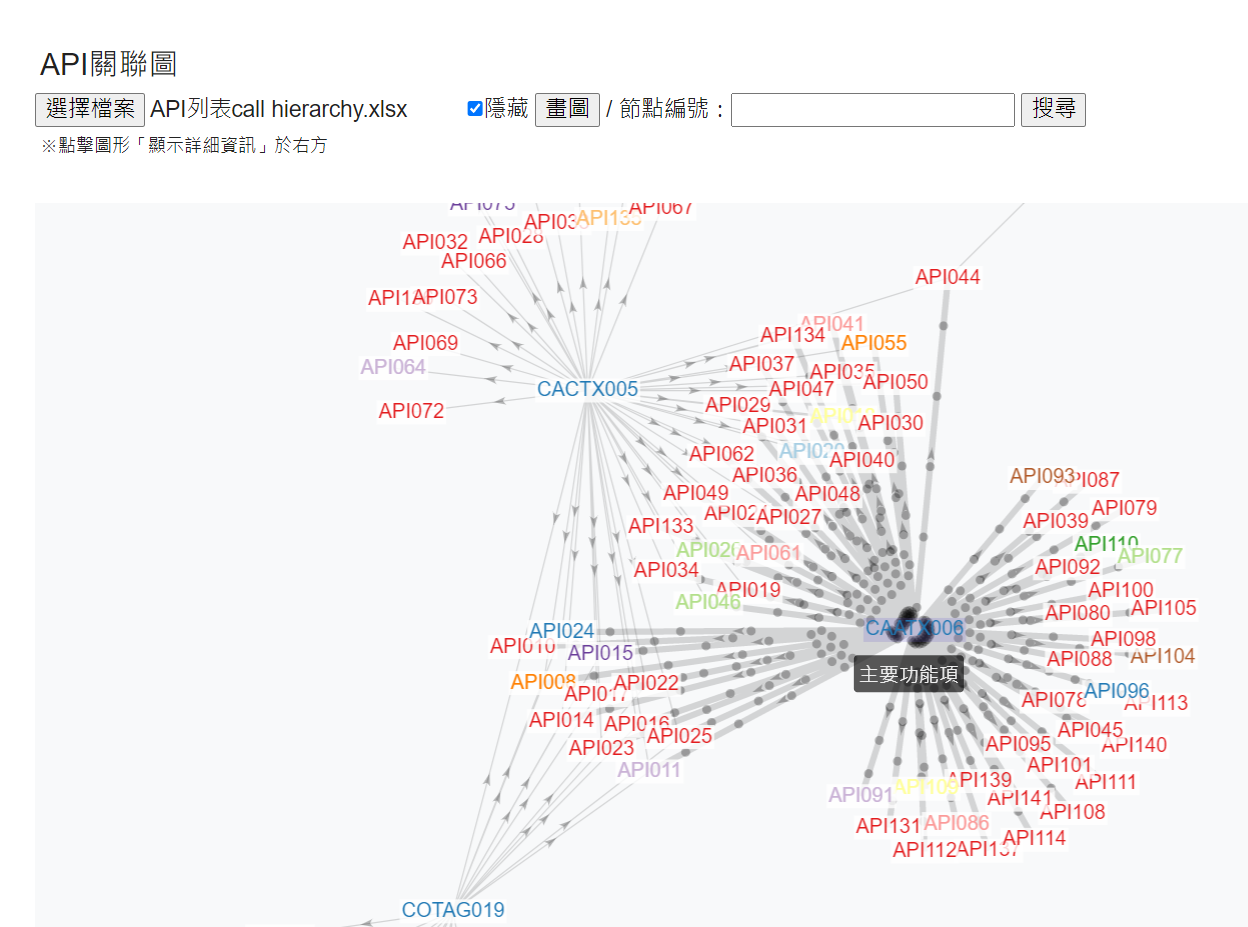 API關聯圖
選擇檔案 API列表call hierarchy.xlsx 隱藏 畫圖 / 節點編號： 搜尋
※點擊圖形「顯示詳細資訊」於右方
API075
API067
API032
API028
API066
API073
API069
API064
API072
CACTX005
API044
API041
API134
API055
API037
API035
API050
API047
API029
API030
API031
API062
API040
API036
API049
API048
API027
API133
API061
API034
API019
API046
API093
API087
API079
API039
API110
API077
API092
API100
API105
API080
API098
API088
API104
API096
API078
API113
API045
API095
API140
API101
API139
API111
API141
API108
API091
API109
API131
API086
API114
API112
API137
CAATX006
主要功能項
API024
API010
API015
API008
API022
API014
API016
API025
API023
API011
COTAG019